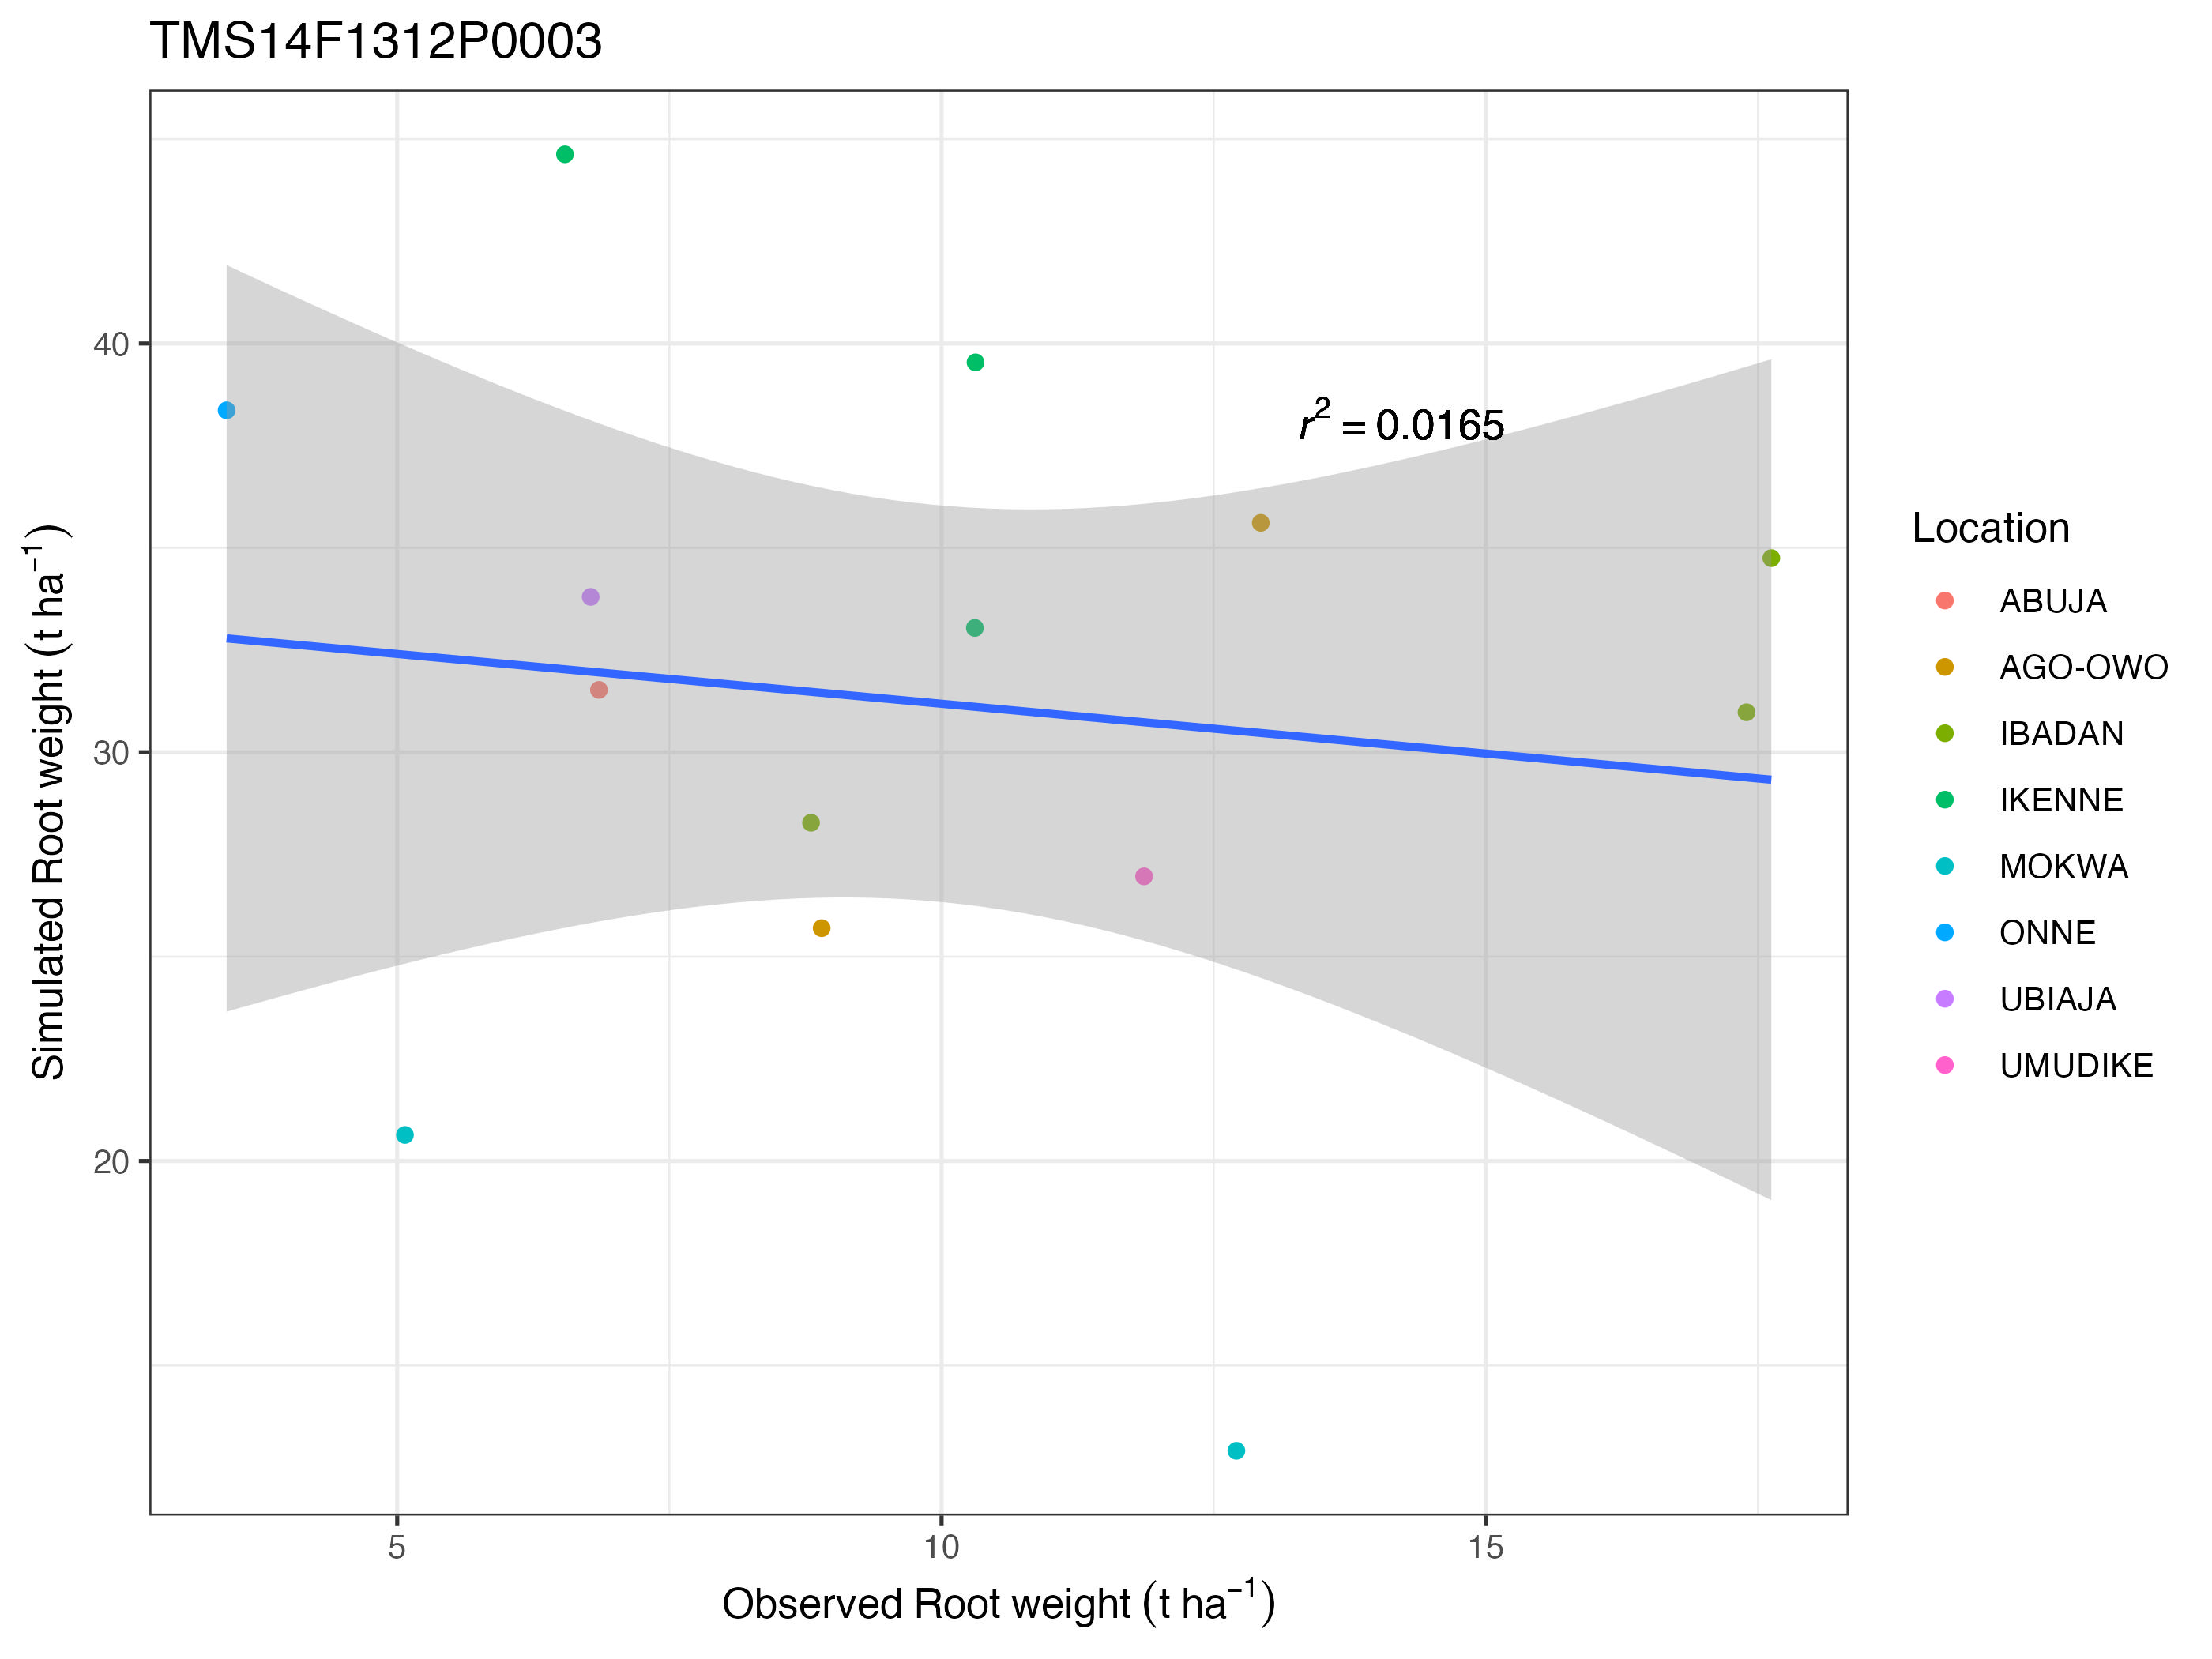 TMS14F1312P0003
Simulated Root weight (t ha⁻¹)
40
30
20
r² = 0.0165
5
10
15
Observed Root weight (t ha⁻¹)
Location
ABUJA
AGO-OWO
IBADAN
IKENNE
MOKWA
ONNE
UBIAJA
UMUDIKE